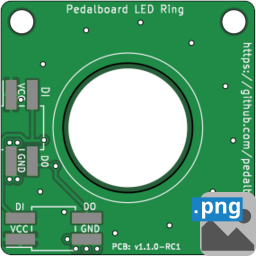 Pedalboard LED Ring
https://github.com/pedalb
VCC DI
GND DO
DI DO
VCC GND
PCB: v1.1.0-RC1
.png